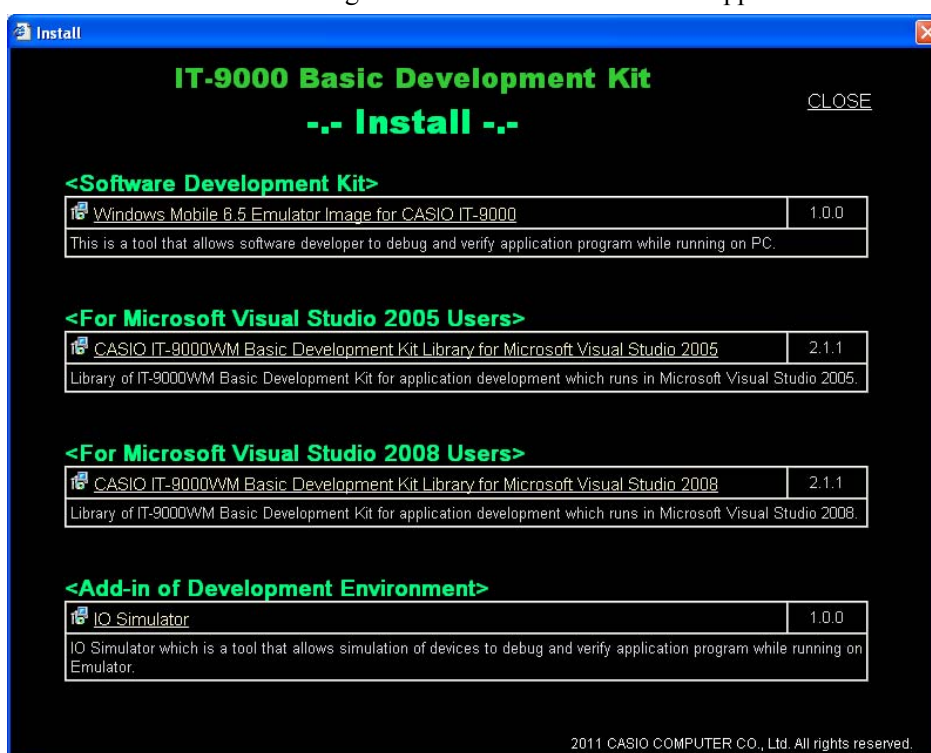 Install
IT-9000 Basic Development Kit
-.- Install -.-
CLOSE
<Software Development Kit>
Windows Mobile 6.5 Emulator Image for CASIO IT-9000 1.0.0
This is a tool that allows software developer to debug and verify application program while running on PC.
<For Microsoft Visual Studio 2005 Users>
CASIO IT-9000WM Basic Development Kit Library for Microsoft Visual Studio 2005 2.1.1
Library of IT-9000WM Basic Development Kit for application development which runs in Microsoft Visual Studio 2005.
<For Microsoft Visual Studio 2008 Users>
CASIO IT-9000WM Basic Development Kit Library for Microsoft Visual Studio 2008 2.1.1
Library of IT-9000WM Basic Development Kit for application development which runs in Microsoft Visual Studio 2008.
<Add-in of Development Environment>
IO Simulator 1.0.0
IO Simulator which is a tool that allows simulation of devices to debug and verify application program while running on
Emulator.
2011 CASIO COMPUTER CO., Ltd. All rights reserved.